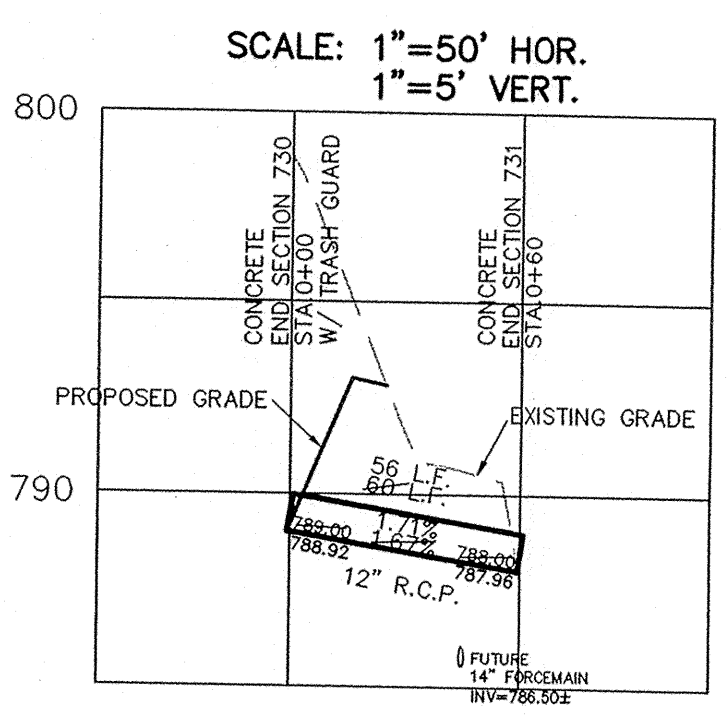 SCALE: 1"=50' HOR.
1"=5' VERT.
800
CONCRETE
END SECTION 730
STA.0+00
W/ TRASH GUARD
CONCRETE
END SECTION 731
STA.0+60
PROPOSED GRADE
EXISTING GRADE
790
56 L.F.
60 L.F.
1.71%
1.67%
789.00
788.92
788.00
787.96
12" R.C.P.
FUTURE
14" FORCEMAIN
INV=786.50±